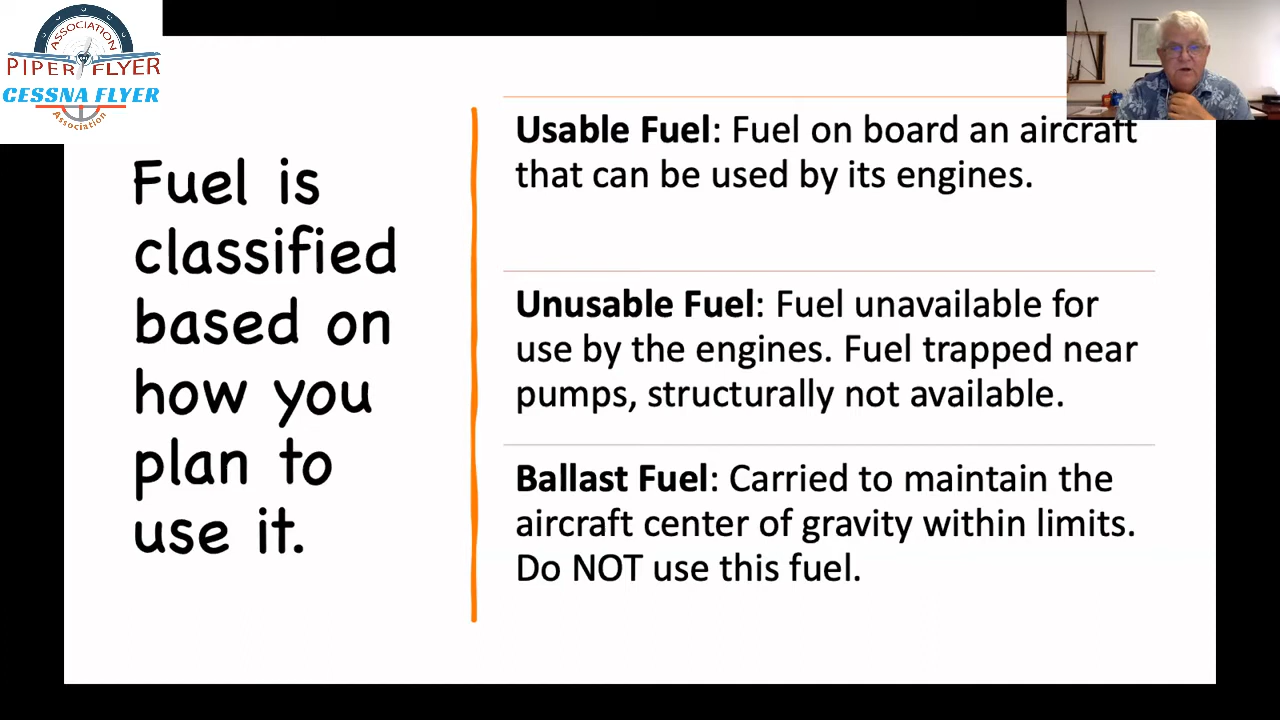 ASSOCIATION
PIPER FLYER
CESSNA FLYER
Association
Fuel is
classified
based on
how you
plan to
use it.
Usable Fuel: Fuel on board an aircraft
that can be used by its engines.
Unusable Fuel: Fuel unavailable for
use by the engines. Fuel trapped near
pumps, structurally not available.
Ballast Fuel: Carried to maintain the
aircraft center of gravity within limits.
Do NOT use this fuel.